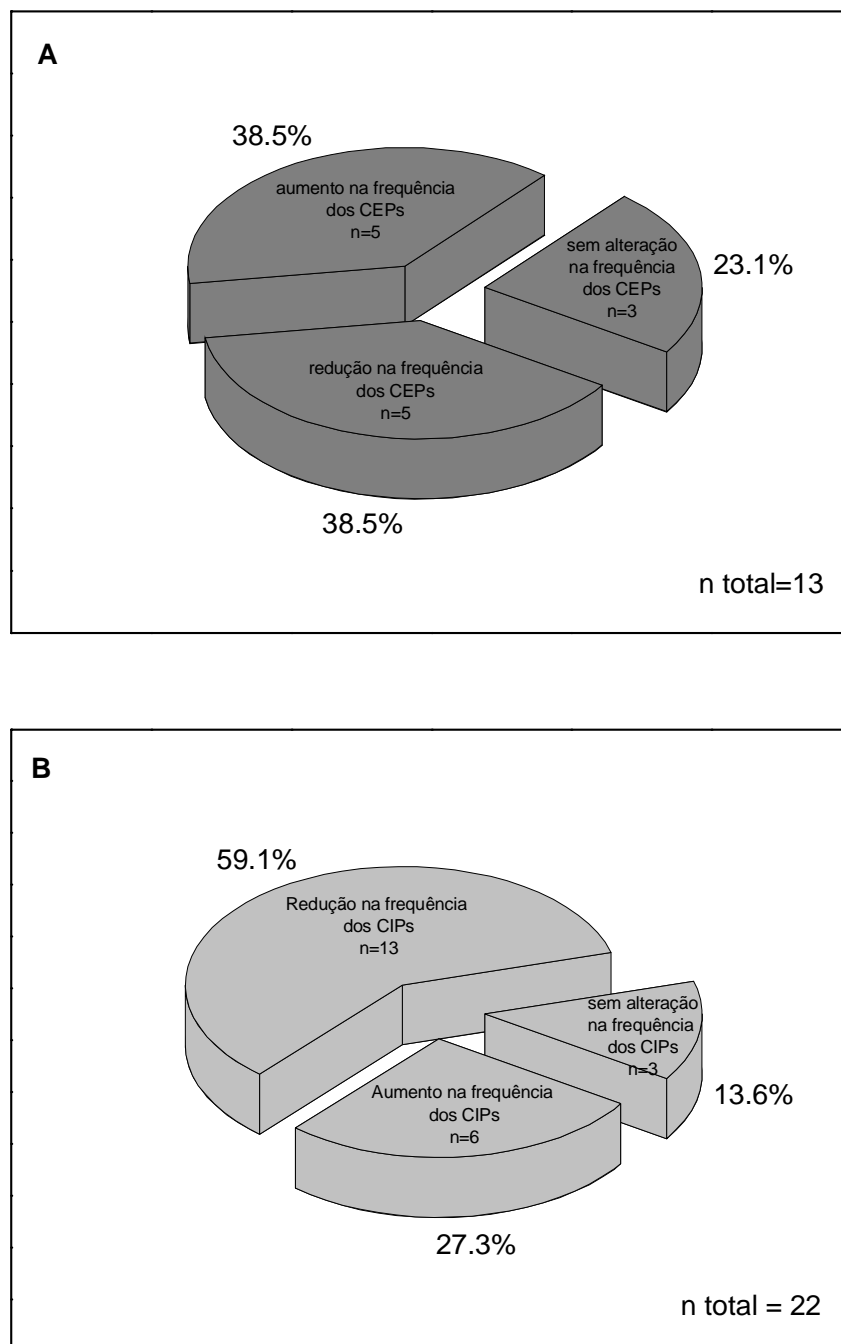 A
38.5%
aumento na frequência
dos CEPs
n=5
sem alteração
na frequência
dos CEPs
n=3
23.1%
redução na frequência
dos CEPs
n=5
38.5%
n total=13
B
59.1%
Redução na frequência
dos CIPs
n=13
sem alteração
na frequência
dos CIPs
n=3
13.6%
Aumento na frequência
dos CIPs
n=6
27.3%
n total = 22